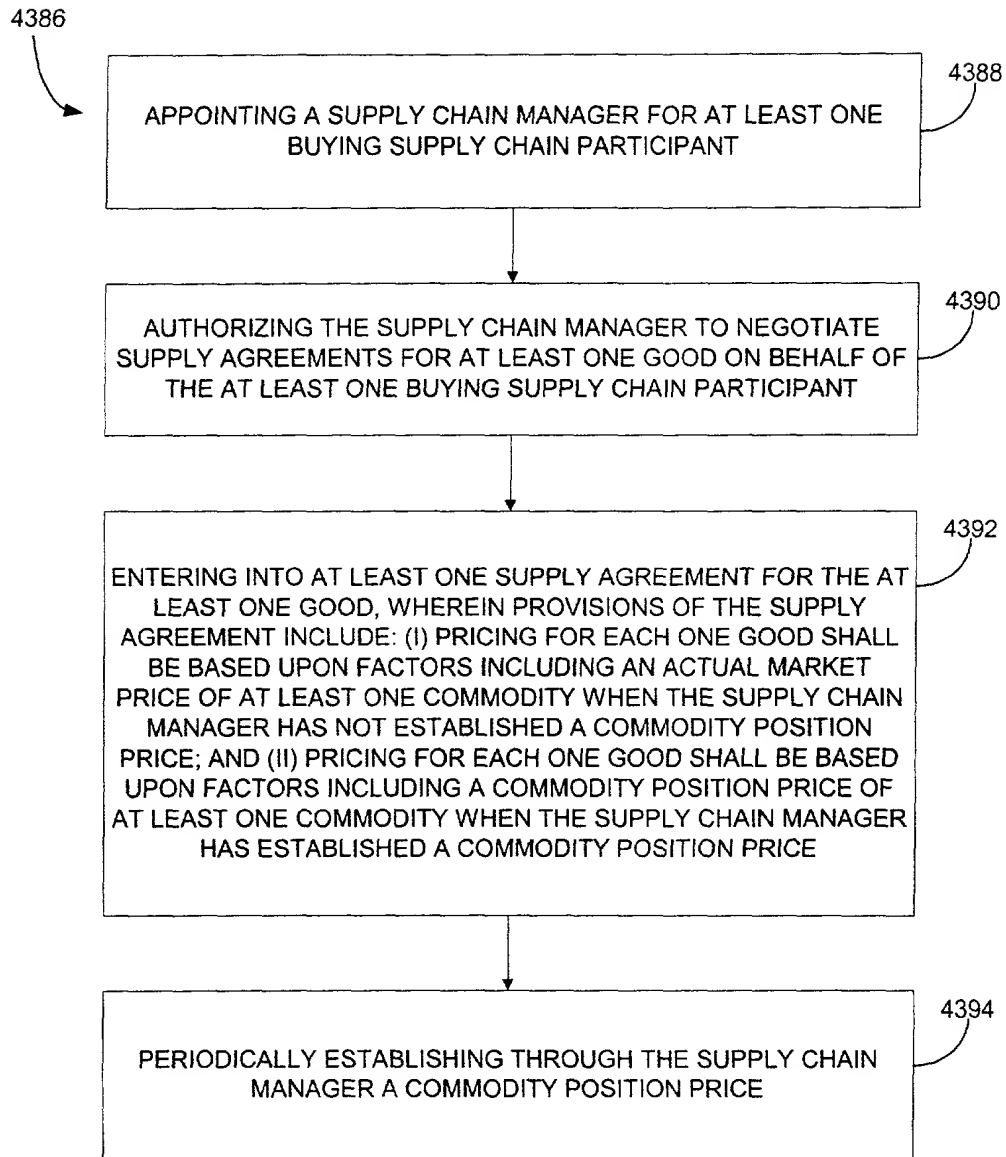 4386
4388
APPOINTING A SUPPLY CHAIN MANAGER FOR AT LEAST ONE
BUYING SUPPLY CHAIN PARTICIPANT
4390
AUTHORIZING THE SUPPLY CHAIN MANAGER TO NEGOTIATE
SUPPLY AGREEMENTS FOR AT LEAST ONE GOOD ON BEHALF OF
THE AT LEAST ONE BUYING SUPPLY CHAIN PARTICIPANT
4392
ENTERING INTO AT LEAST ONE SUPPLY AGREEMENT FOR THE AT
LEAST ONE GOOD, WHEREIN PROVISIONS OF THE SUPPLY
AGREEMENT INCLUDE: (I) PRICING FOR EACH ONE GOOD SHALL
BE BASED UPON FACTORS INCLUDING AN ACTUAL MARKET
PRICE OF AT LEAST ONE COMMODITY WHEN THE SUPPLY CHAIN
MANAGER HAS NOT ESTABLISHED A COMMODITY POSITION
PRICE; AND (II) PRICING FOR EACH ONE GOOD SHALL BE BASED
UPON FACTORS INCLUDING A COMMODITY POSITION PRICE OF
AT LEAST ONE COMMODITY WHEN THE SUPPLY CHAIN MANAGER
HAS ESTABLISHED A COMMODITY POSITION PRICE
4394
PERIODICALLY ESTABLISHING THROUGH THE SUPPLY CHAIN
MANAGER A COMMODITY POSITION PRICE